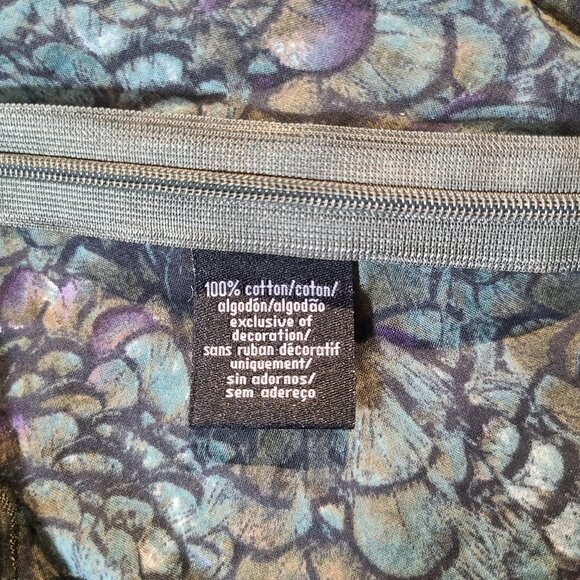 100% cotton/coton/
algodón/algodão
exclusive of
decoration/
sans ruban décoratif
uniquement/
sin adornos/
sem adereço